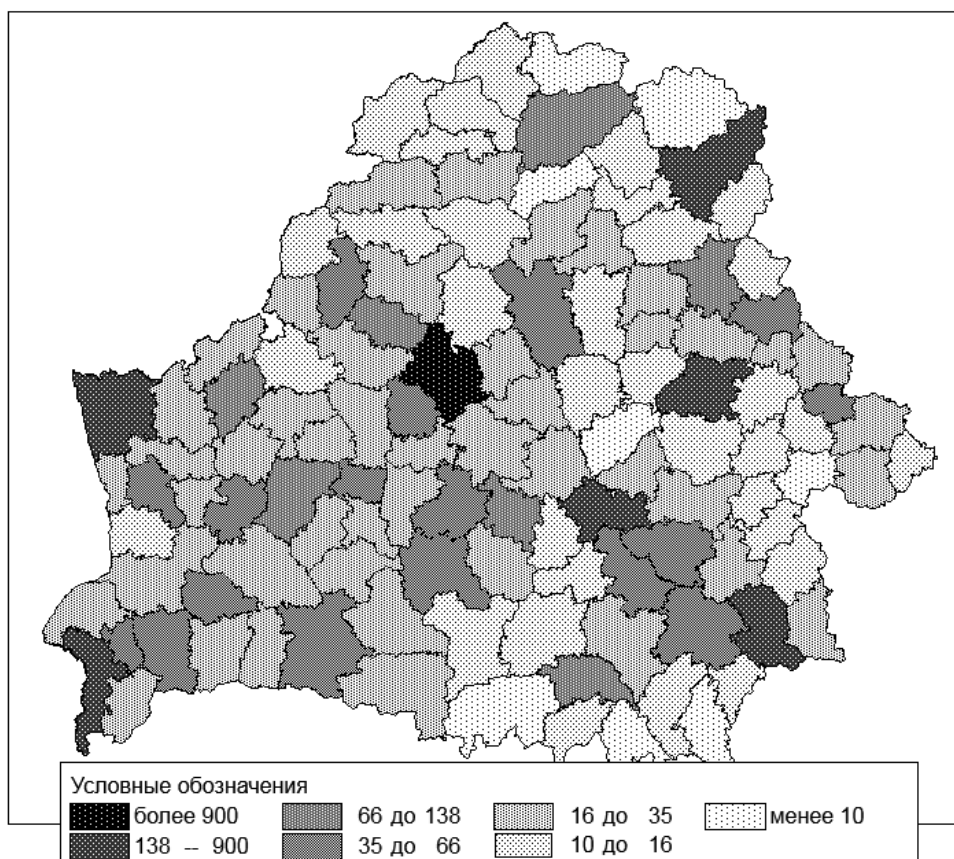 Условные обозначения
более 900 66 до 138 16 до 35 менее 10
138 -- 900 35 до 66 10 до 16